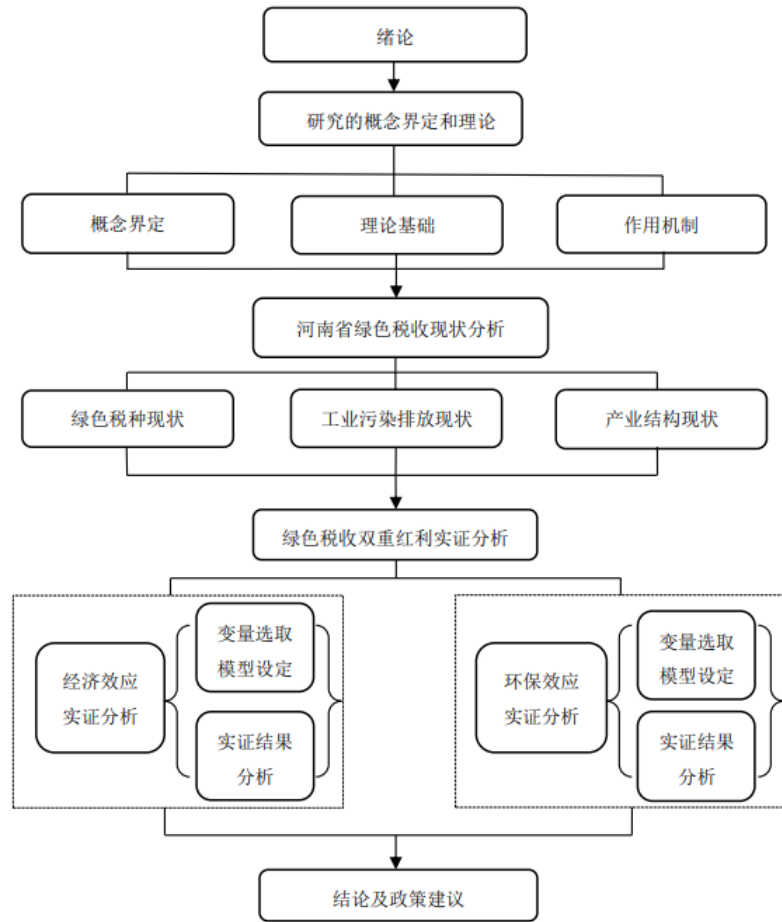 绪论
研究的概念界定和理论
概念界定
理论基础
作用机制
河南省绿色税收现状分析
绿色税种现状
工业污染排放现状
产业结构现状
绿色税收双重红利实证分析
经济效应
实证分析
变量选取
模型设定
实证结果
分析
环保效应
实证分析
变量选取
模型设定
实证结果
分析
结论及政策建议